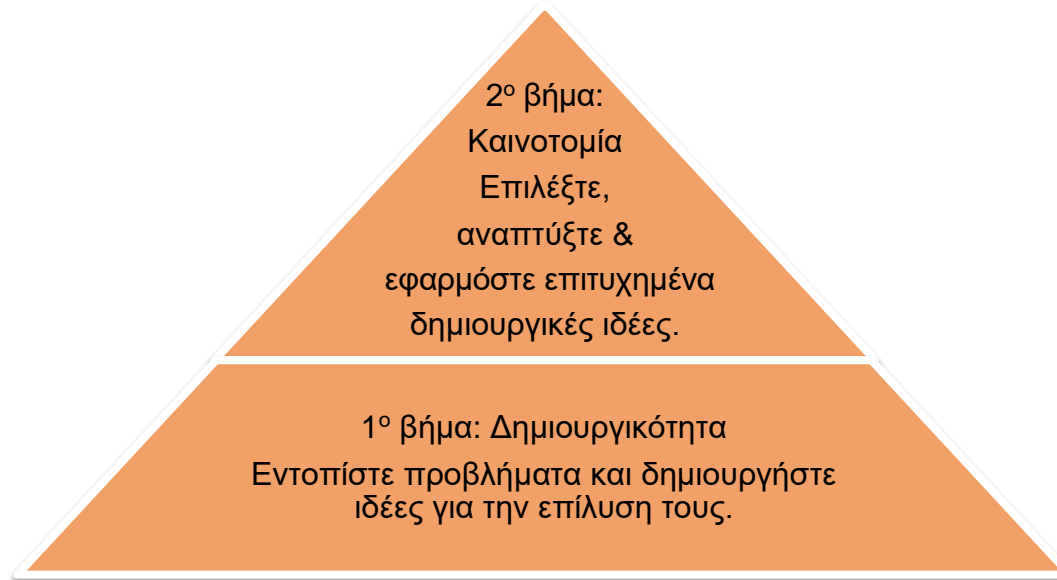 2ο βήμα:
Καινοτομία
Επιλέξτε,
αναπτύξτε &
εφαρμόστε επιτυχημένα
δημιουργικές ιδέες.
1ο βήμα: Δημιουργικότητα
Εντοπίστε προβλήματα και δημιουργήστε
ιδέες για την επίλυση τους.